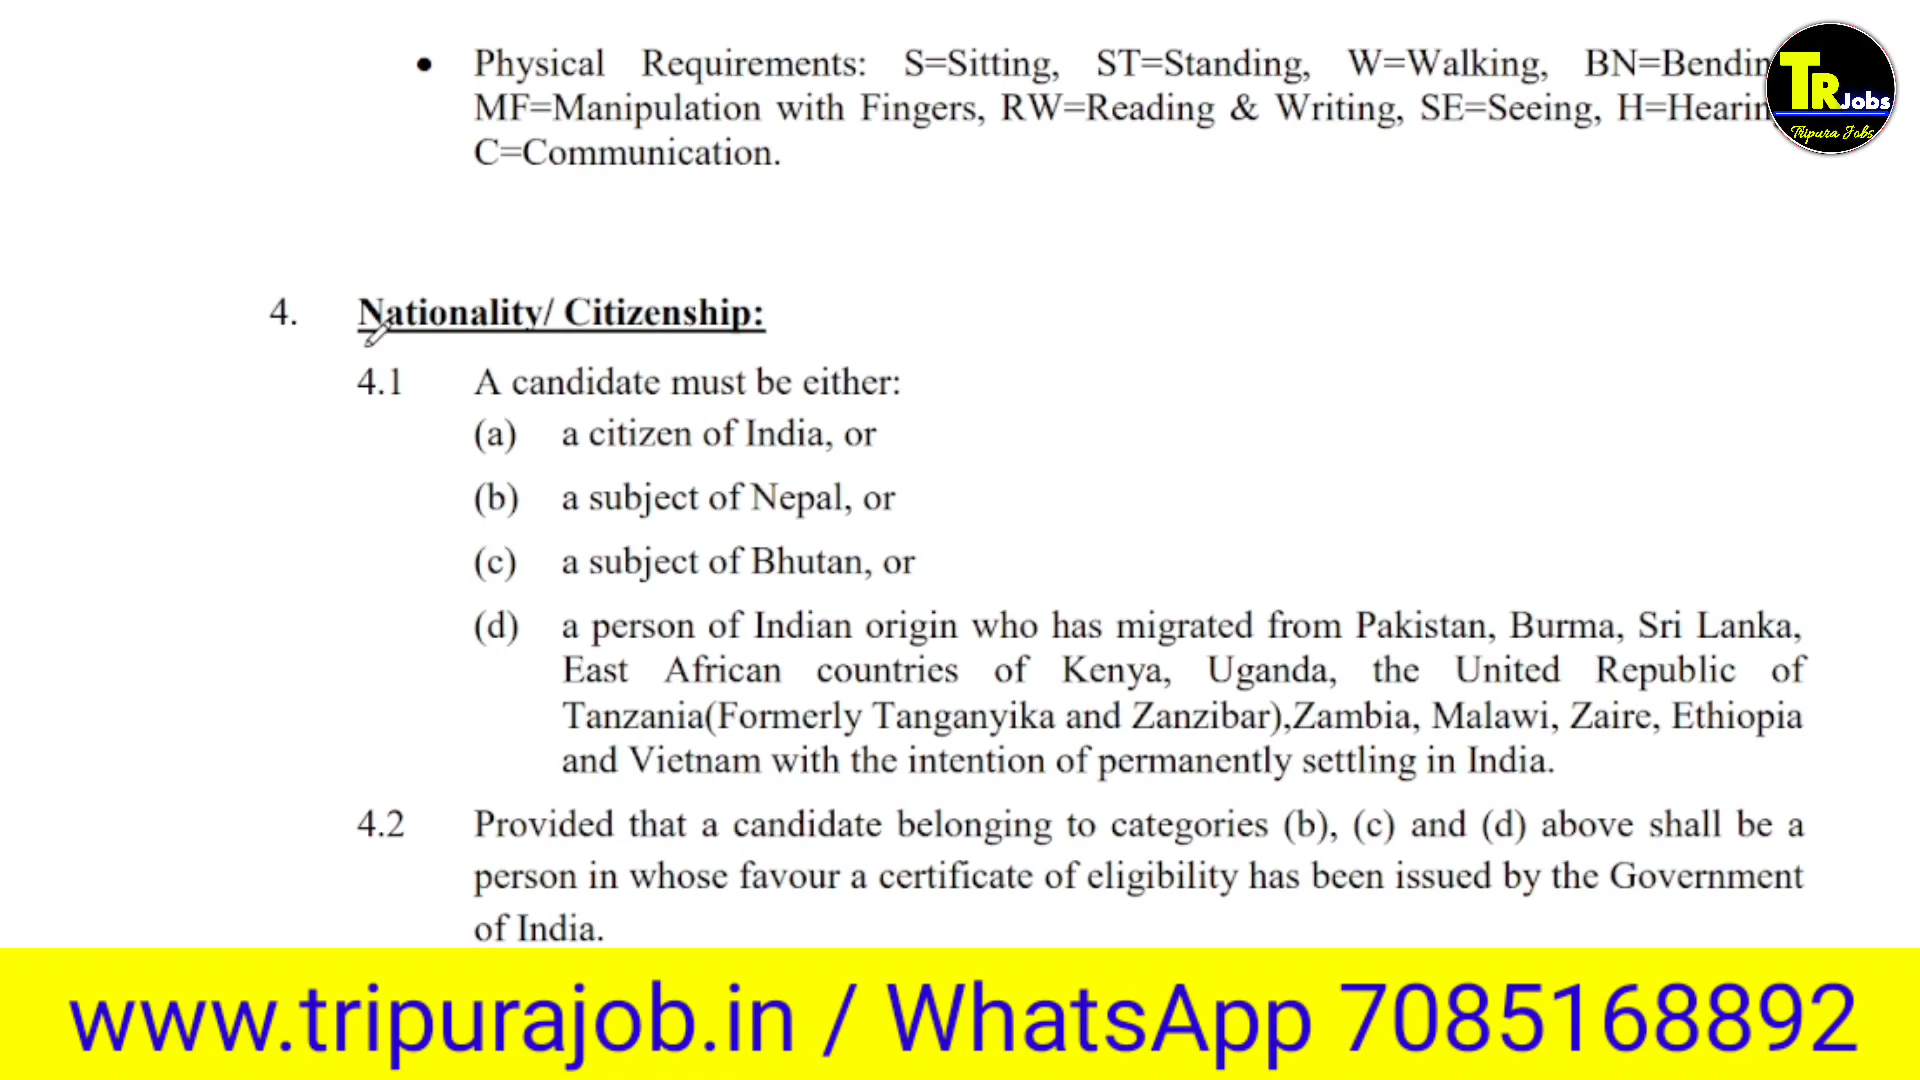 • Physical Requirements: S=Sitting, ST=Standing, W=Walking, BN=Bendin
MF=Manipulation with Fingers, RW=Reading & Writing, SE=Seeing, H=Hearin
C=Communication.
TRJobs
Tripura Jobs
4. Nationality/ Citizenship:
4.1 A candidate must be either:
(a) a citizen of India, or
(b) a subject of Nepal, or
(c) a subject of Bhutan, or
(d) a person of Indian origin who has migrated from Pakistan, Burma, Sri Lanka,
East African countries of Kenya, Uganda, the United Republic of
Tanzania(Formerly Tanganyika and Zanzibar),Zambia, Malawi, Zaire, Ethiopia
and Vietnam with the intention of permanently settling in India.
4.2 Provided that a candidate belonging to categories (b), (c) and (d) above shall be a
person in whose favour a certificate of eligibility has been issued by the Government
of India.
www.tripurajob.in / WhatsApp 7085168892